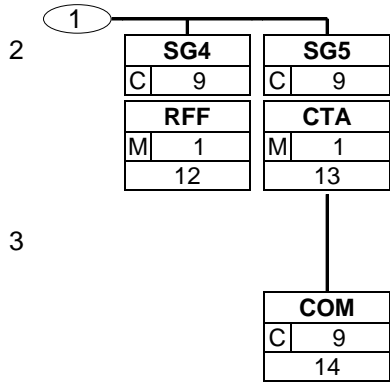 1
2
SG4 SG5
C 9 C 9
RFF CTA
M 1 M 1
12 13
3
COM
C 9
14